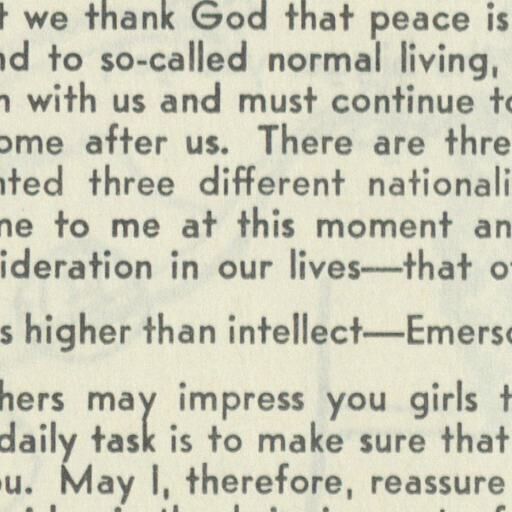 t we thank God that peace is
nd to so-called normal living,
n with us and must continue to
ome after us. There are thre
nted three different nationali
ne to me at this moment an
ideration in our lives—that o
s higher than intellect—Emerso
hers may impress you girls t
daily task is to make sure that
ou. May I, therefore, reassure